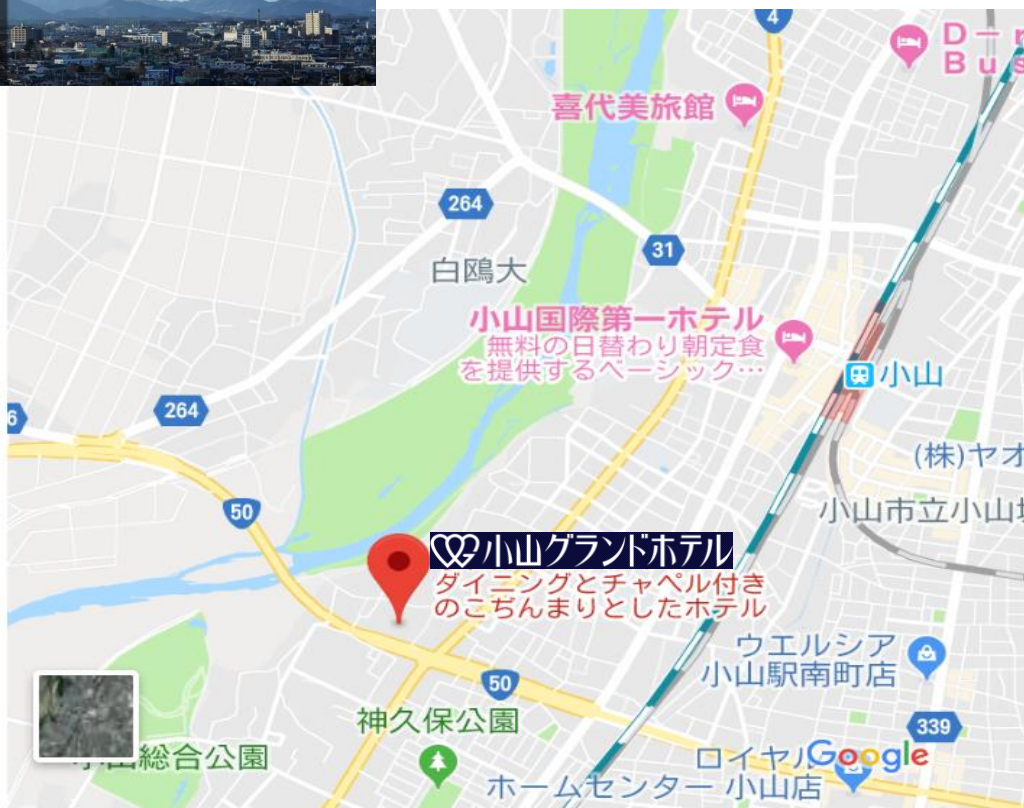 4
D-
Bus
喜代美旅館
264
31
白鴎大
小山国際第一ホテル
無料の日替わり朝定食
を提供するベーシック…
小山
6
264
(株)ヤオ
50
小山市立小山
小山グランドホテル
ダイニングとチャペル付き
のこぢんまりとしたホテル
ウエルシア
小山駅南町店
50
神久保公園
339
総合公園
ロイヤル
Google
ホームセンター 小山店